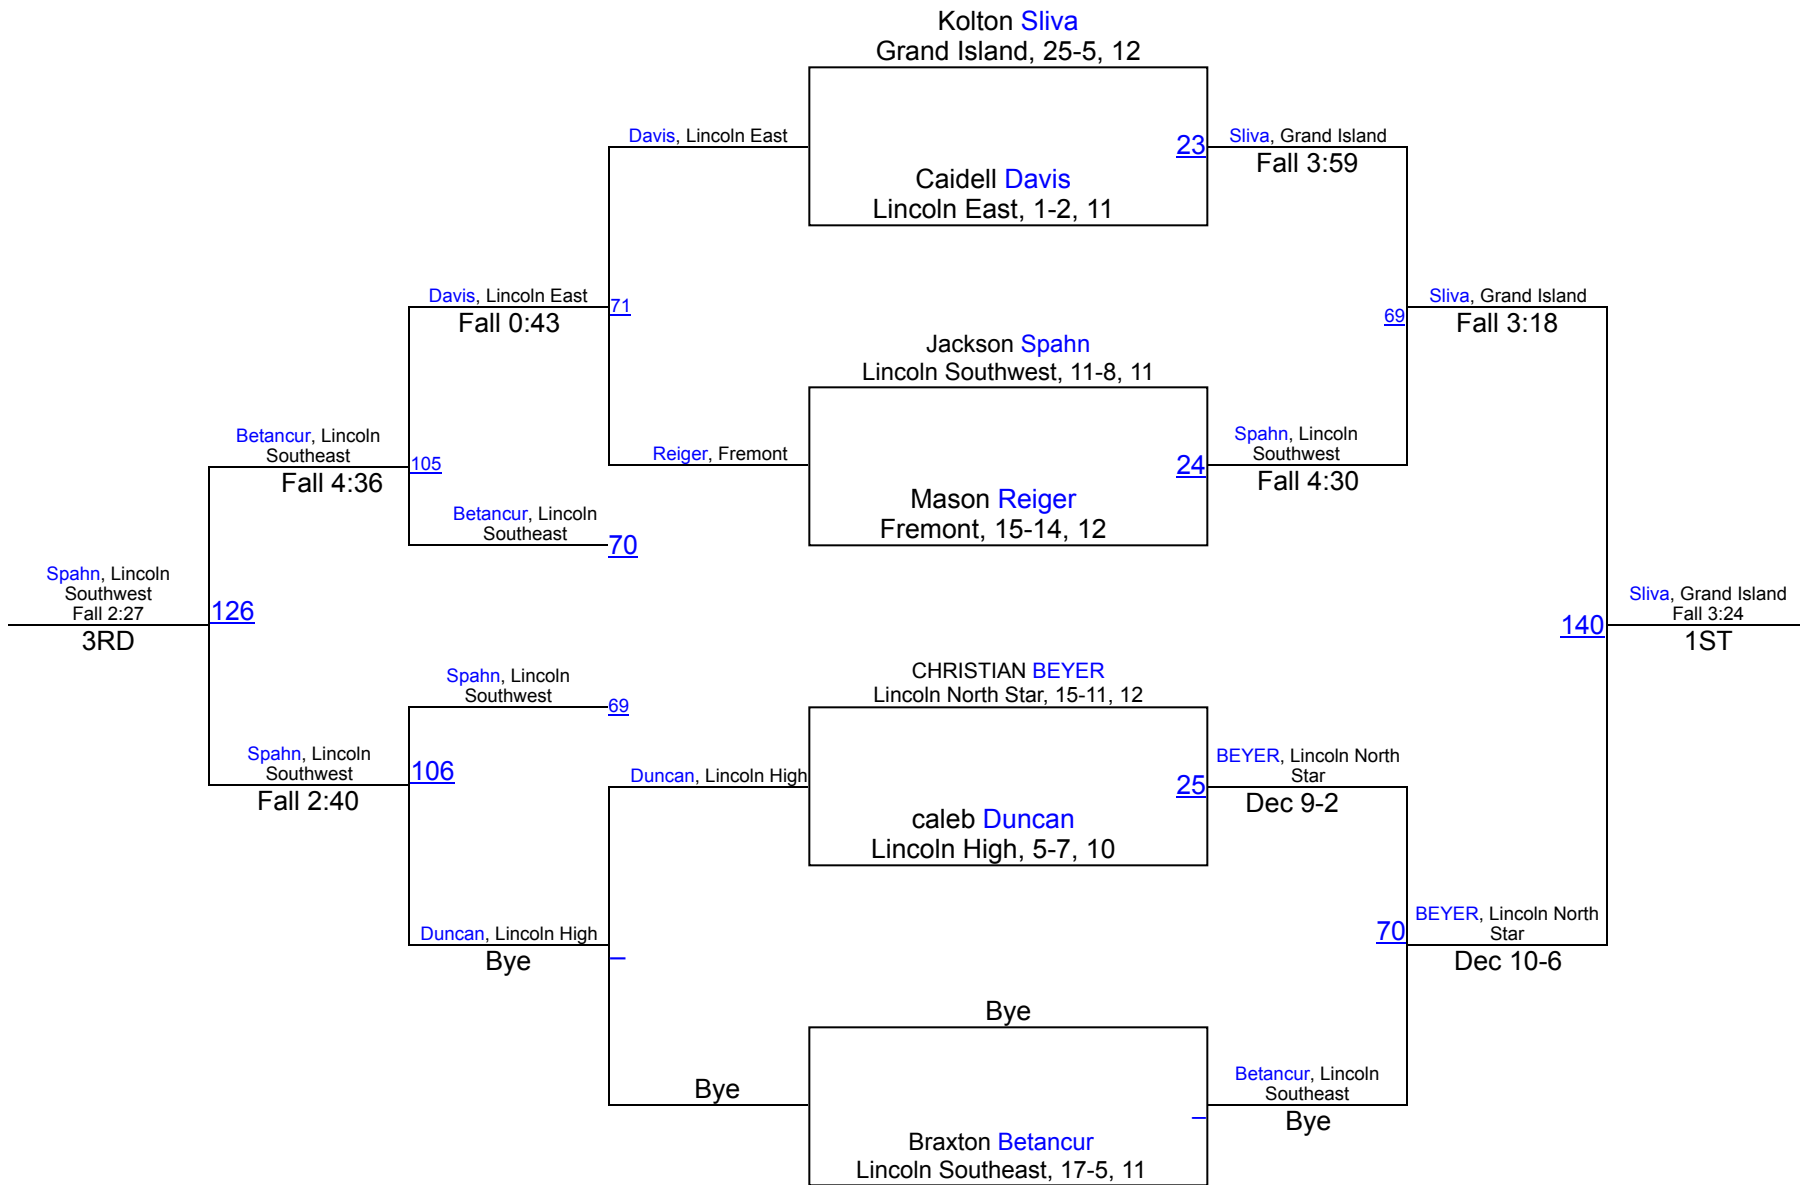 Kolton Sliva
Grand Island, 25-5, 12
Davis, Lincoln East
23
Sliva, Grand Island
Fall 3:59
Caidell Davis
Lincoln East, 1-2, 11
Davis, Lincoln East
Fall 0:43
71
69
Sliva, Grand Island
Fall 3:18
Jackson Spahn
Lincoln Southwest, 11-8, 11
Betancur, Lincoln
Southeast
Fall 4:36
105
Reiger, Fremont
24
Spahn, Lincoln
Southwest
Fall 4:30
Mason Reiger
Fremont, 15-14, 12
Betancur, Lincoln
Southeast
70
Spahn, Lincoln
Southwest
Fall 2:27
3RD
126
140
Sliva, Grand Island
Fall 3:24
1ST
Spahn, Lincoln
Southwest
69
CHRISTIAN BEYER
Lincoln North Star, 15-11, 12
Spahn, Lincoln
Southwest
Fall 2:40
106
Duncan, Lincoln High
25
BEYER, Lincoln North
Star
Dec 9-2
caleb Duncan
Lincoln High, 5-7, 10
Duncan, Lincoln High
Bye
70
BEYER, Lincoln North
Star
Dec 10-6
Bye
Bye
Betancur, Lincoln
Southeast
Bye
Braxton Betancur
Lincoln Southeast, 17-5, 11